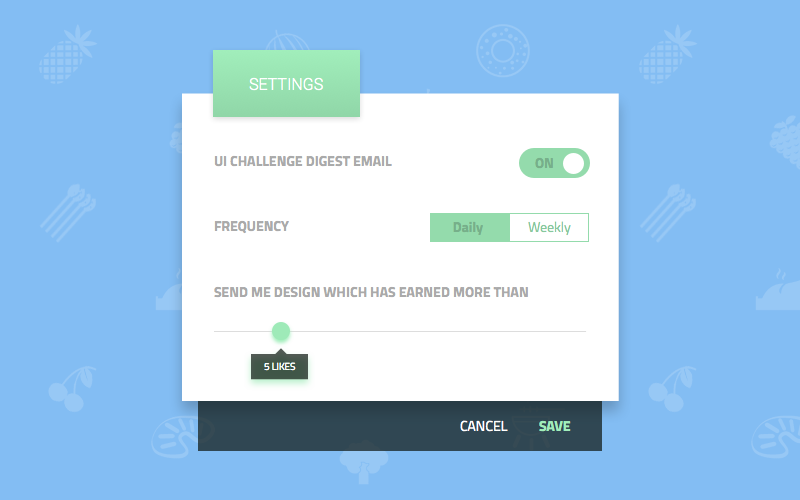 SETTINGS
UI CHALLENGE DIGEST EMAIL
ON
FREQUENCY
Daily
Weekly
SEND ME DESIGN WHICH HAS EARNED MORE THAN
5 LIKES
CANCEL
SAVE